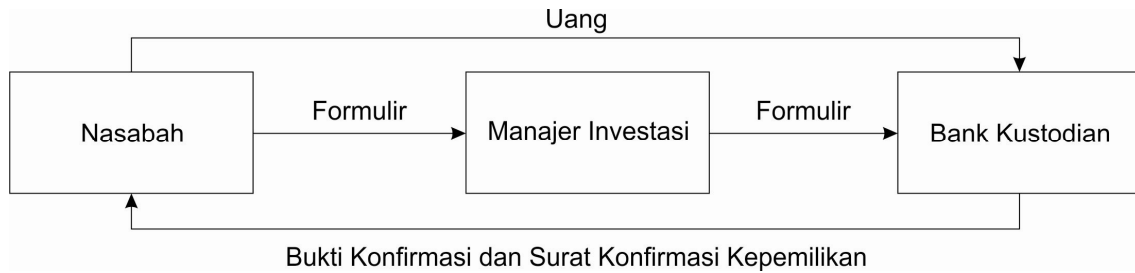 Uang
Formulir
Formulir
Nasabah
Manajer Investasi
Bank Kustodian
Bukti Konfirmasi dan Surat Konfirmasi Kepemilikan